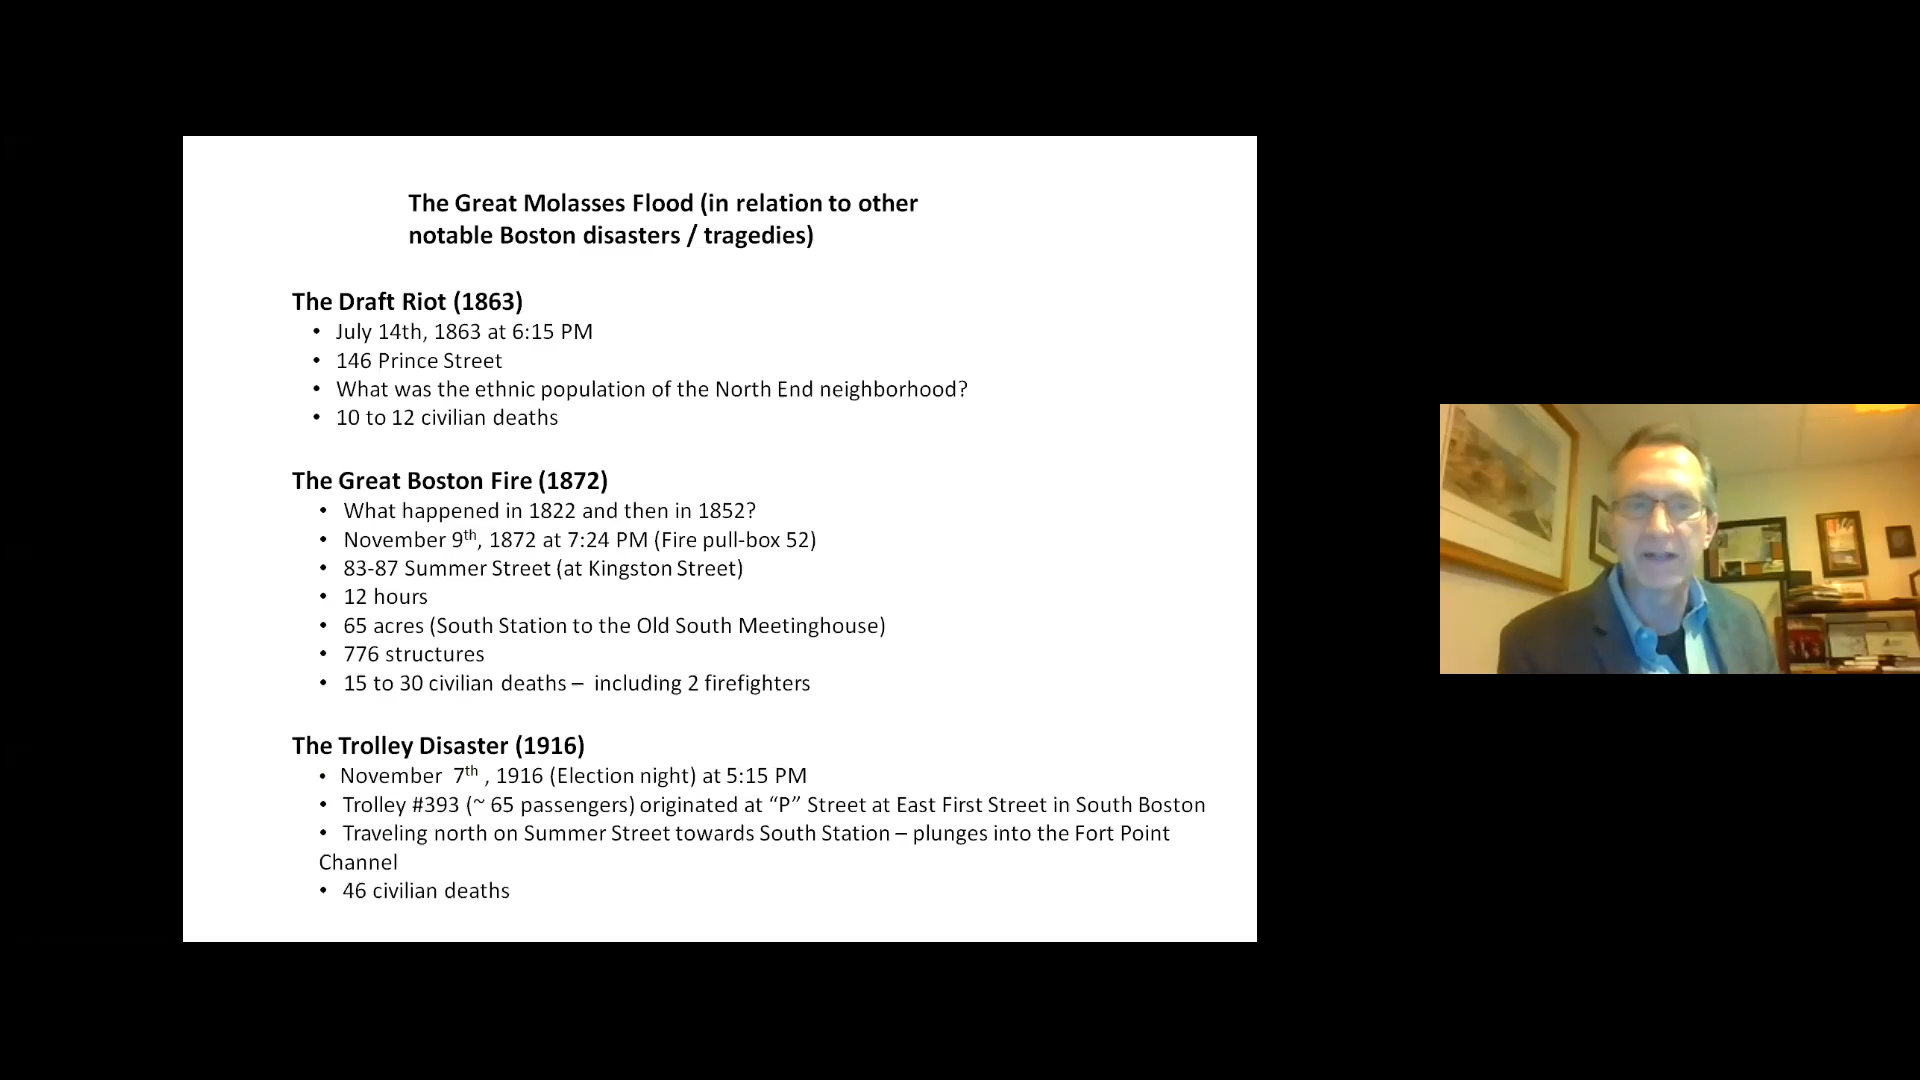 The Great Molasses Flood (in relation to other
notable Boston disasters / tragedies)
The Draft Riot (1863)
• July 14th, 1863 at 6:15 PM
• 146 Prince Street
• What was the ethnic population of the North End neighborhood?
• 10 to 12 civilian deaths
The Great Boston Fire (1872)
• What happened in 1822 and then in 1852?
• November 9th, 1872 at 7:24 PM (Fire pull-box 52)
• 83-87 Summer Street (at Kingston Street)
• 12 hours
• 65 acres (South Station to the Old South Meetinghouse)
• 776 structures
• 15 to 30 civilian deaths – including 2 firefighters
The Trolley Disaster (1916)
• November 7th , 1916 (Election night) at 5:15 PM
• Trolley #393 (~ 65 passengers) originated at “P” Street at East First Street in South Boston
• Traveling north on Summer Street towards South Station – plunges into the Fort Point
Channel
• 46 civilian deaths